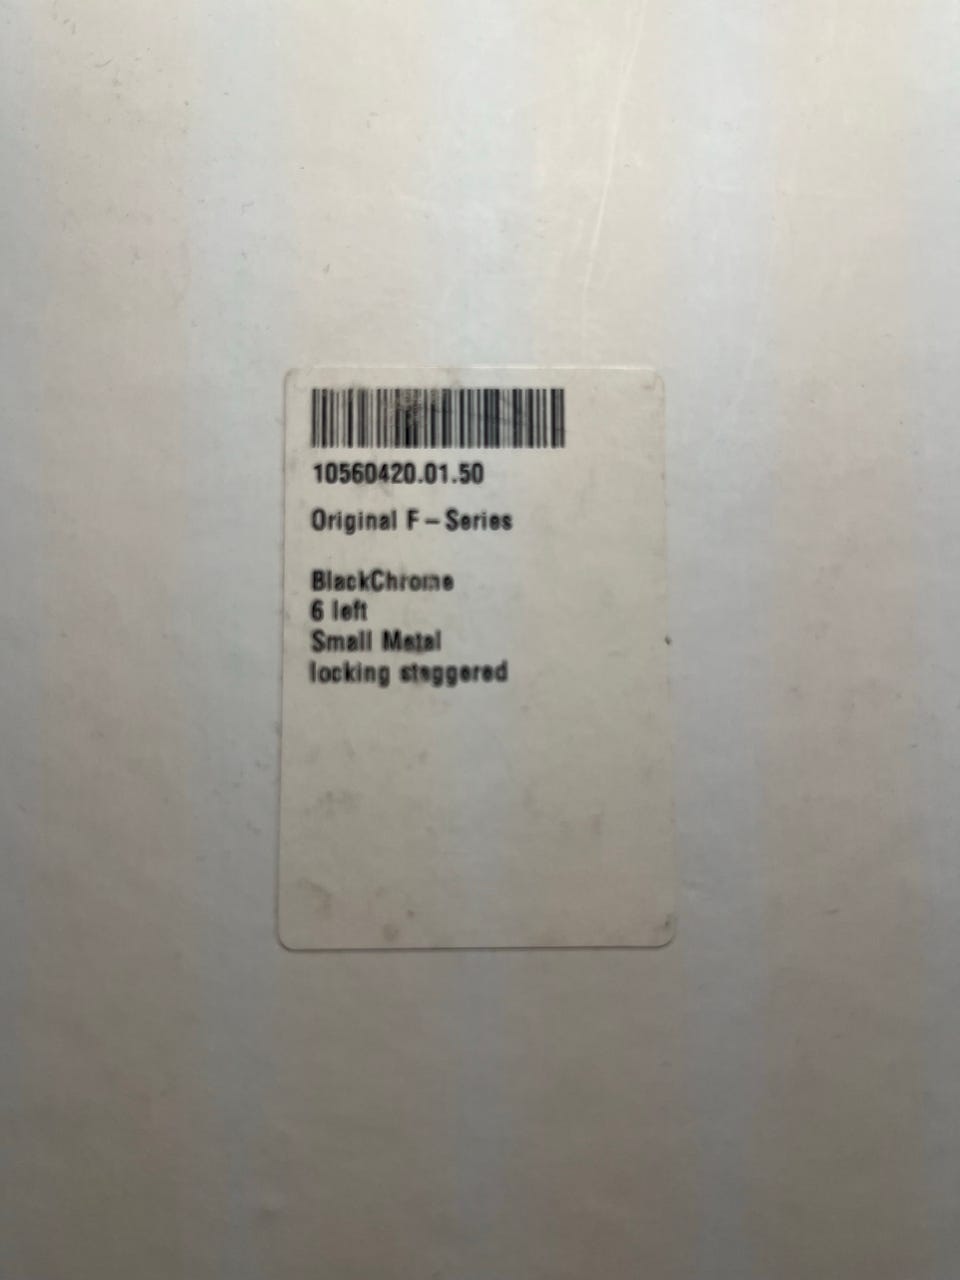 10560420.01.50
Original F – Series
BlackChrome
6 left
Small Metal
locking staggered